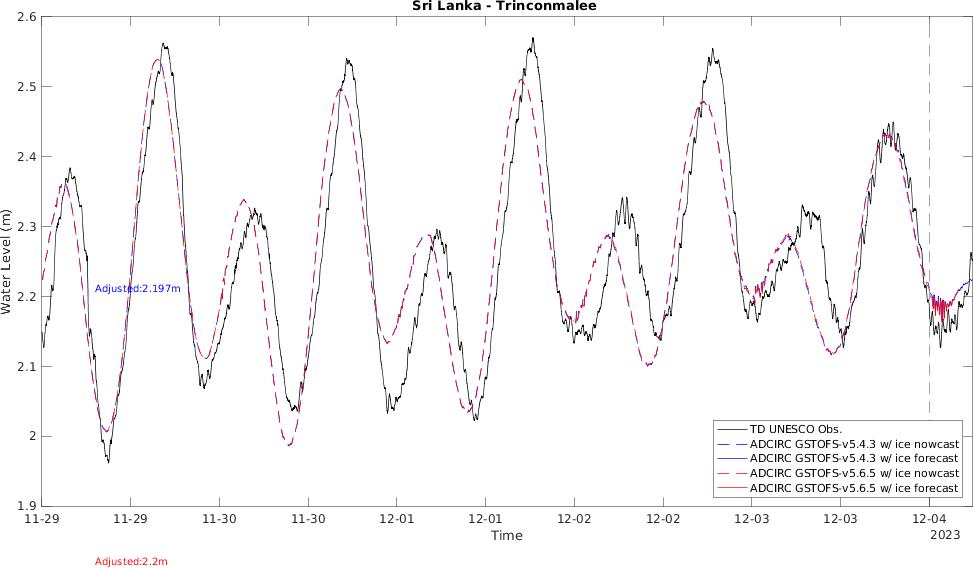 Sri Lanka - Trinconmalee
2.6
2.5
2.4
2.3
2.2
2.1
2
1.9
Water Level (m)
Adjusted:2.197m
TD UNESCO Obs.
ADCIRC GSTOFS-v5.4.3 w/ ice nowcast
ADCIRC GSTOFS-v5.4.3 w/ ice forecast
ADCIRC GSTOFS-v5.6.5 w/ ice nowcast
ADCIRC GSTOFS-v5.6.5 w/ ice forecast
11-29 11-29 11-30 11-30 12-01 12-01 12-02 12-02 12-03 12-03 12-04
Time 2023
Adjusted:2.2m